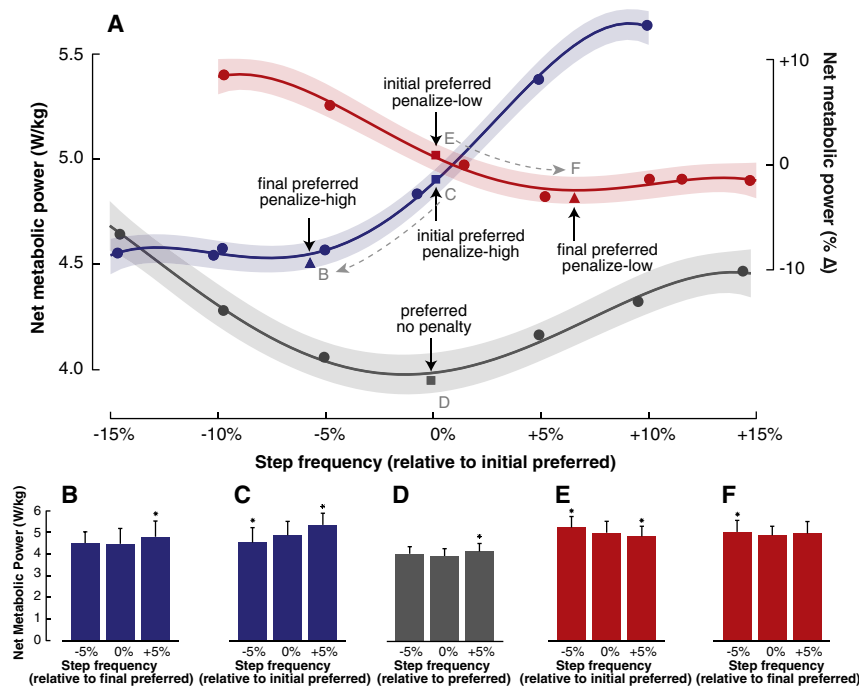 A
5.5
5.0
4.5
4.0
Net metabolic power (W/kg)
+10
0
-10
Net metabolic power (% Δ)
initial preferred
penalize-low
E
F
final preferred
penalize-high
C
B
initial preferred
penalize-high
final preferred
penalize-low
preferred
no penalty
D
-15%
-10%
-5%
0%
+5%
+10%
+15%
Step frequency (relative to initial preferred)
Net Metabolic Power (W/kg)
6
5
4
3
2
1
0
B
*
-5% 0% +5%
Step frequency
(relative to final preferred)
C
* *
-5% 0% +5%
Step frequency
(relative to initial preferred)
D
*
-5% 0% +5%
Step frequency
(relative to preferred)
E
* *
-5% 0% +5%
Step frequency
(relative to initial preferred)
F
*
-5% 0% +5%
Step frequency
(relative to final preferred)